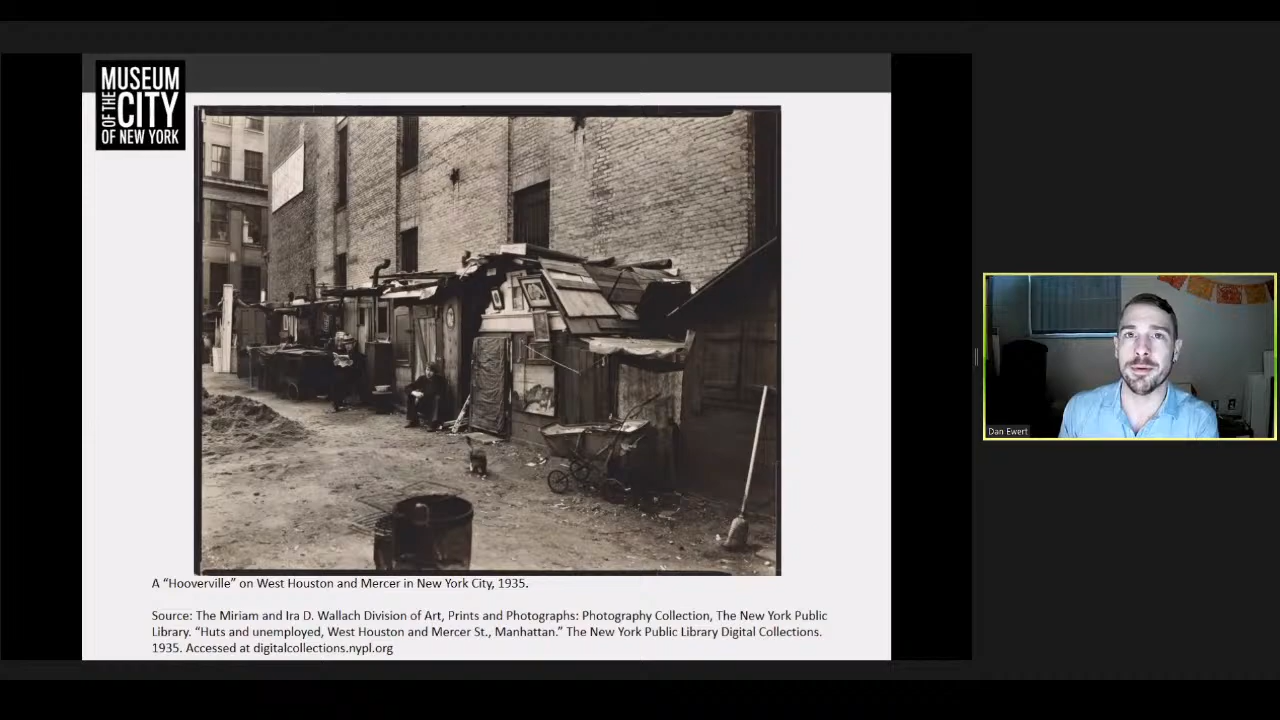 MUSEUM
OF THE
CITY
OF NEW YORK
A “Hooverville” on West Houston and Mercer in New York City, 1935.
Source: The Miriam and Ira D. Wallach Division of Art, Prints and Photographs: Photography Collection, The New York Public
Library. “Huts and unemployed, West Houston and Mercer St., Manhattan.” The New York Public Library Digital Collections.
1935. Accessed at digitalcollections.nypl.org
Dan Ewert